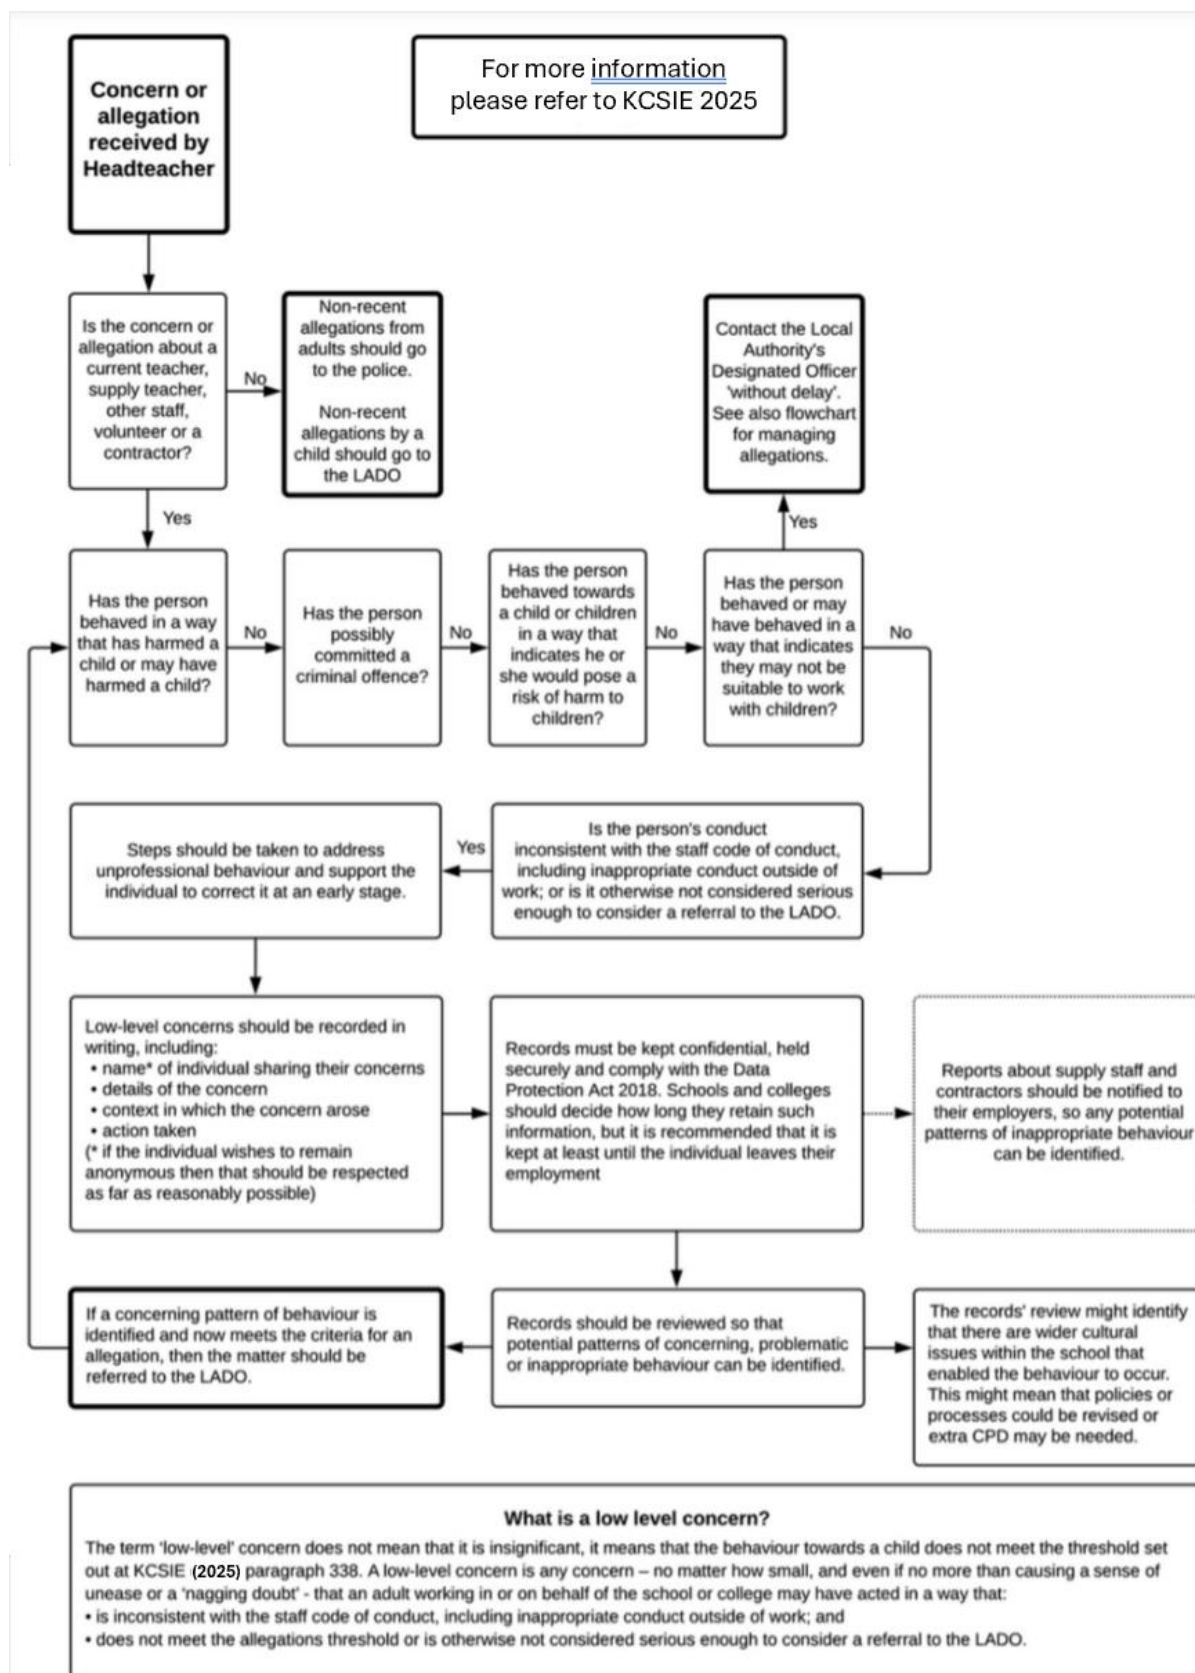 Concern or
allegation
received by
Headteacher
For more information
please refer to KCSIE 2025
Is the concern or
allegation about a
current teacher,
supply teacher,
other staff,
volunteer or a
contractor?
No
Non-recent
allegations from
adults should go
to the police.
Non-recent
allegations by a
child should go to
the LADO
Contact the Local
Authority's
Designated Officer
'without delay'.
See also flowchart
for managing
allegations.
Yes
Yes
Has the person
behaved in a way
that has harmed a
child or may have
harmed a child?
No
Has the person
possibly
committed a
criminal offence?
No
Has the person
behaved towards
a child or children
in a way that
indicates he or
she would pose a
risk of harm to
children?
No
Has the person
behaved or may
have behaved in a
way that indicates
they may not be
suitable to work
with children?
No
Steps should be taken to address
unprofessional behaviour and support the
individual to correct it at an early stage.
Yes
Is the person's conduct
inconsistent with the staff code of conduct,
including inappropriate conduct outside of
work; or is it otherwise not considered serious
enough to consider a referral to the LADO.
Low-level concerns should be recorded in
writing, including:
• name* of individual sharing their concerns
• details of the concern
• context in which the concern arose
• action taken
(* if the individual wishes to remain
anonymous then that should be respected
as far as reasonably possible)
Records must be kept confidential, held
securely and comply with the Data
Protection Act 2018. Schools and colleges
should decide how long they retain such
information, but it is recommended that it is
kept at least until the individual leaves their
employment
Reports about supply staff and
contractors should be notified to
their employers, so any potential
patterns of inappropriate behaviour
can be identified.
If a concerning pattern of behaviour is
identified and now meets the criteria for an
allegation, then the matter should be
referred to the LADO.
Records should be reviewed so that
potential patterns of concerning, problematic
or inappropriate behaviour can be identified.
The records' review might identify
that there are wider cultural
issues within the school that
enabled the behaviour to occur.
This might mean that policies or
processes could be revised or
extra CPD may be needed.
What is a low level concern?
The term 'low-level' concern does not mean that it is insignificant, it means that the behaviour towards a child does not meet the threshold set
out at KCSIE (2025) paragraph 338. A low-level concern is any concern – no matter how small, and even if no more than causing a sense of
unease or a 'nagging doubt' - that an adult working in or on behalf of the school or college may have acted in a way that:
• is inconsistent with the staff code of conduct, including inappropriate conduct outside of work; and
• does not meet the allegations threshold or is otherwise not considered serious enough to consider a referral to the LADO.